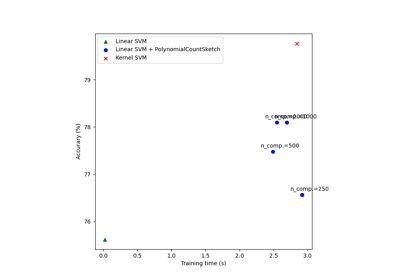 Linear SVM
Linear SVM + PolynomialCountSketch
Kernel SVM
79
78
77
76
Accurary (%)
n_comp.=500
n_comp.=250
0.0 0.5 1.0 1.5 2.0 2.5 3.0
Training time (s)